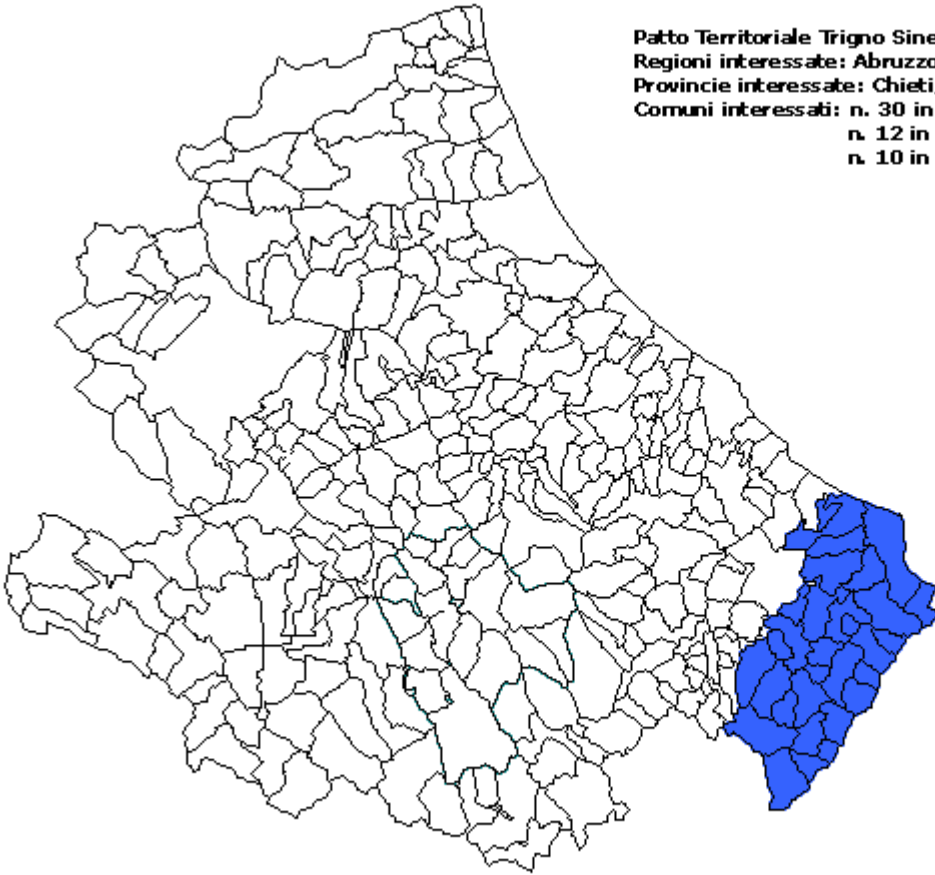 Patto Territoriale Trigno Sine
Regioni interessate: Abruzzo
Provincie interessate: Chieti,
Comuni interessati: n. 30 in
n. 12 in
n. 10 in